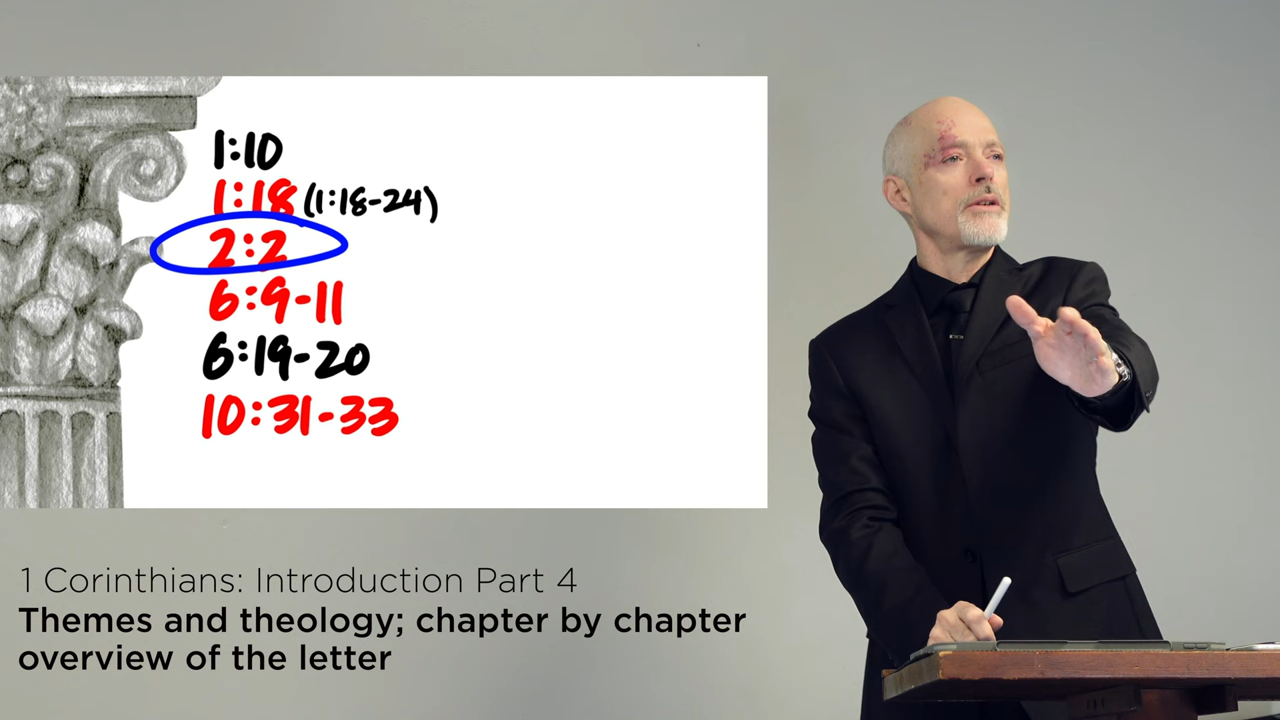 1:10
1:18 (1:18-24)
2:2
6:9-11
6:19-20
10:31-33
1 Corinthians: Introduction Part 4
Themes and theology; chapter by chapter
overview of the letter